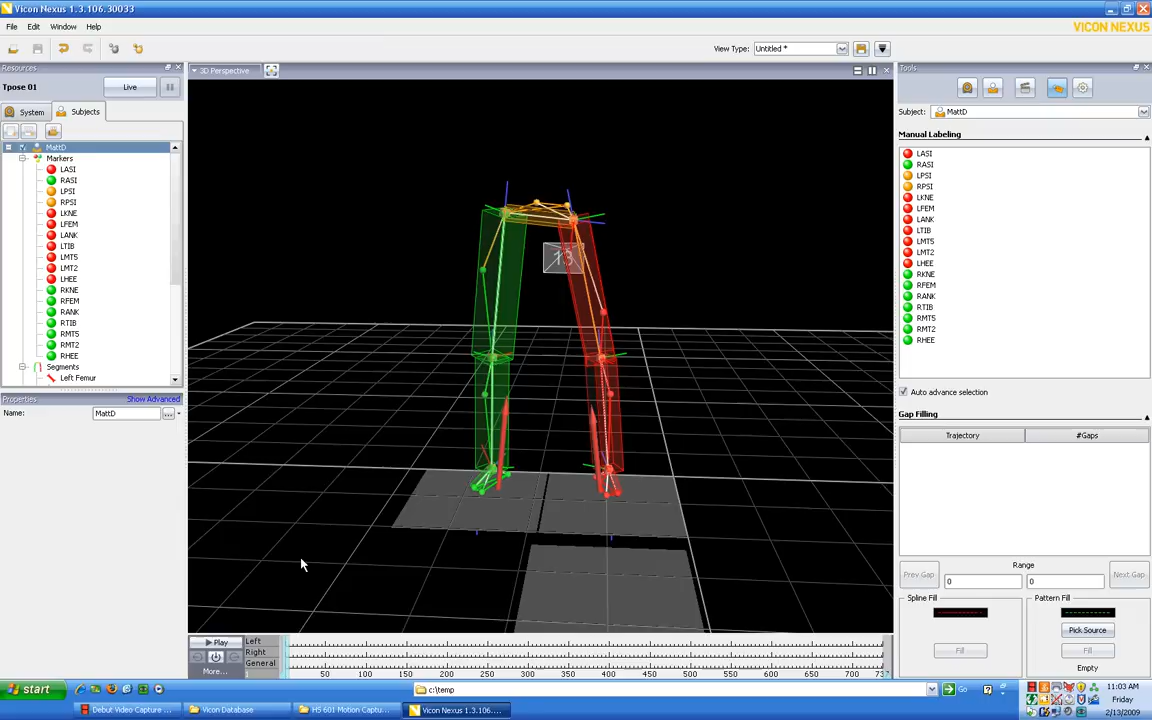 Vicon Nexus 1.3.106.30033
File Edit Window Help
VICON NEXUS
View Type: Untitled *
Resources
Tpose 01
Live
System Subjects
MattD
Markers
LASI
RASI
LPSI
RPSI
LKNE
LFEM
LANK
LTIB
LMT5
LMT2
LHEE
RKNE
RFEM
RANK
RTIB
RMT5
RMT2
RHEE
Segments
Left Femur
Properties Show Advanced
Name: MattD ...
3D Perspective
13
Play
More...
Left
Right
General
50 100 150 200 250 300 350 400 450 500 550 600 650 700
Tools
Subject: MattD
Manual Labeling
LASI
RASI
LPSI
RPSI
LKNE
LFEM
LANK
LTIB
LMT5
LMT2
LHEE
RKNE
RFEM
RANK
RTIB
RMT5
RMT2
RHEE
Auto advance selection
Gap Filling
Trajectory #Gaps
Range
Prev Gap 0 0 Next Gap
Spline Fill Pattern Fill
Pick Source
Fill Fill
Empty
start
Debut Video Capture ...
Vicon Database
HS 601 Motion Captu...
Vicon Nexus 1.3.106....
c:\temp
Go
11:03 AM
Friday
2/13/2009